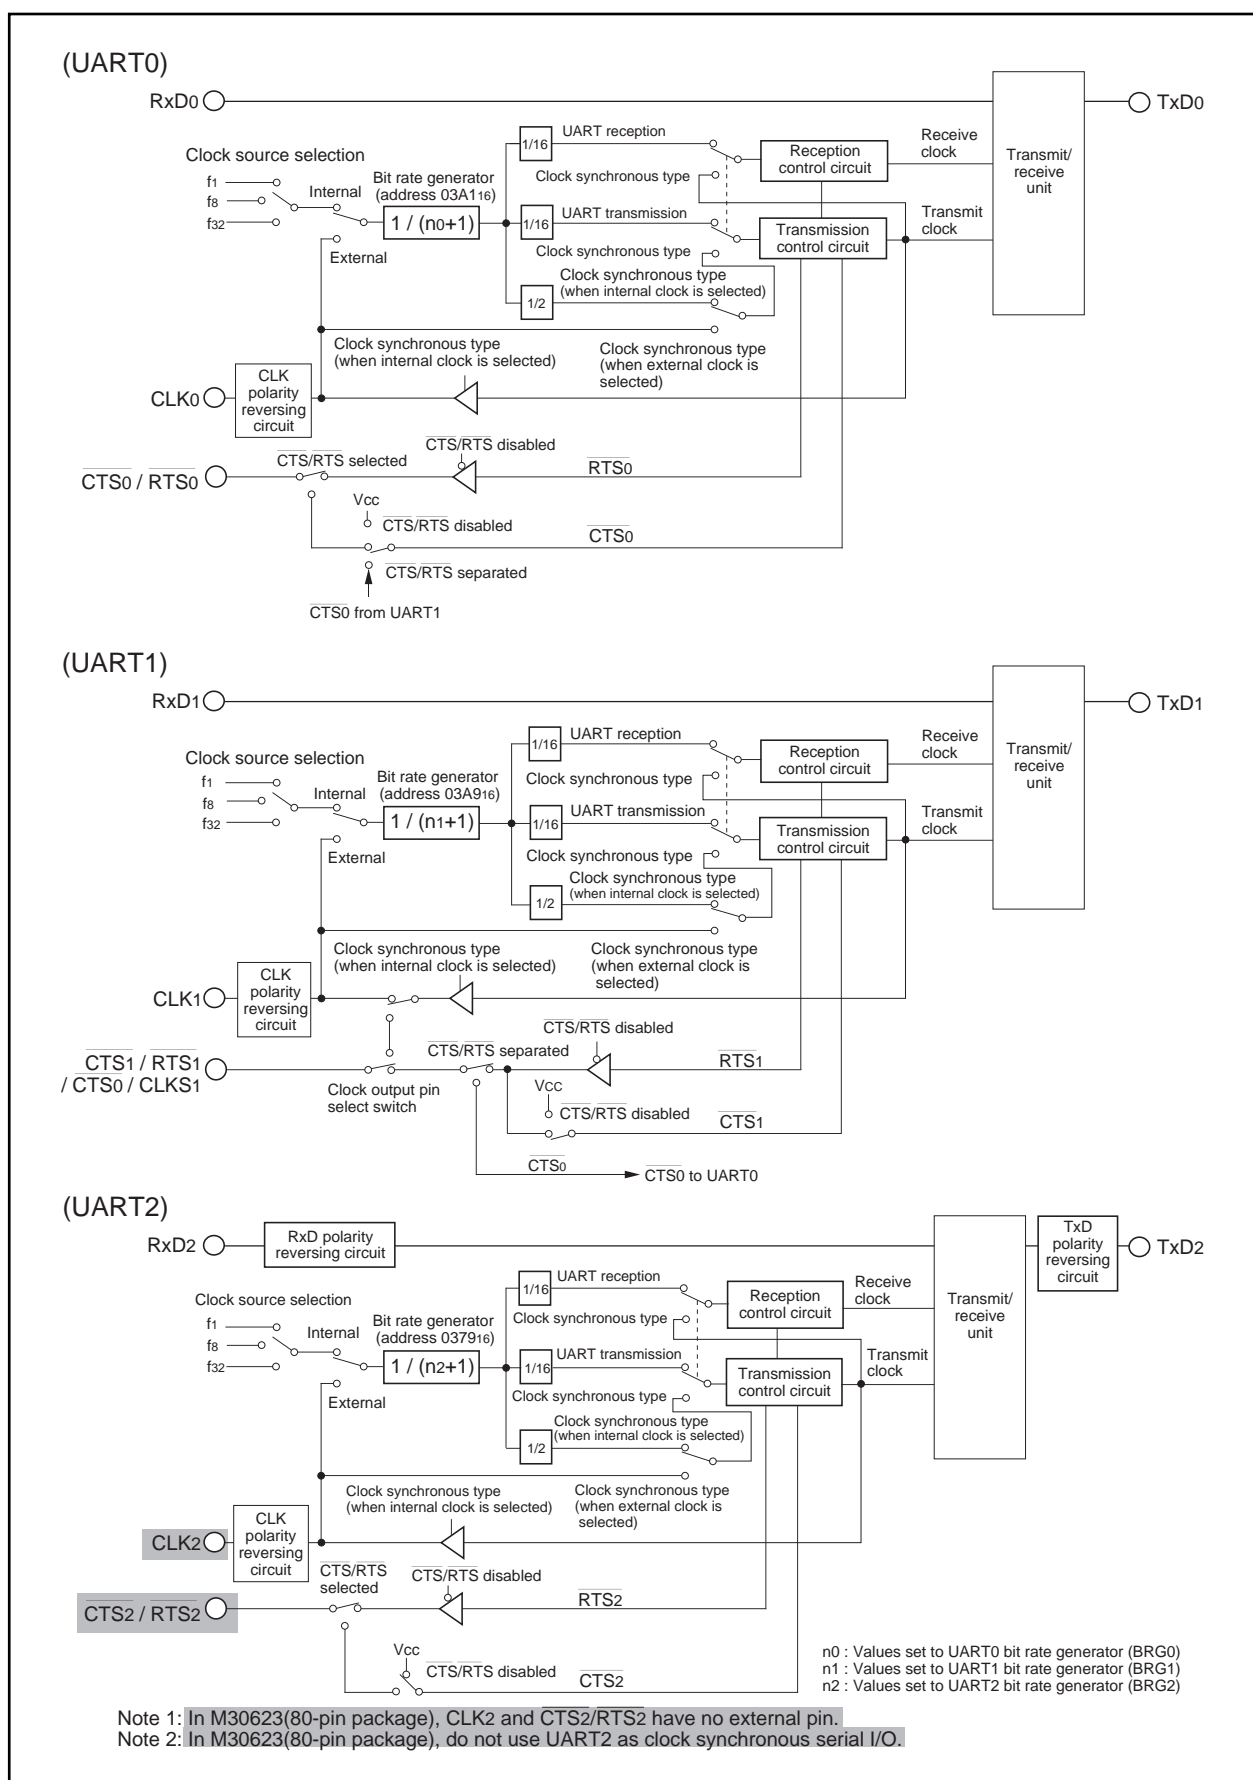 (UART0)
RxD0
TxD0
1/16
UART reception
Clock source selection
f1
f8
f32
Internal
External
Bit rate generator
(address 03A116)
1 / (n0+1)
Clock synchronous type
Reception
control circuit
Receive
clock
Transmit/
receive
unit
1/16
UART transmission
Transmission
control circuit
Transmit
clock
Clock synchronous type
Clock synchronous type
(when internal clock is selected)
1/2
Clock synchronous type
(when internal clock is selected)
Clock synchronous type
(when external clock is
selected)
CLK0
CLK
polarity
reversing
circuit
CTS/RTS disabled
CTS/RTS selected
RTS0
CTS0 / RTS0
Vcc
CTS/RTS disabled
CTS0
CTS/RTS separated
CTS0 from UART1
(UART1)
RxD1
TxD1
1/16
UART reception
Clock source selection
f1
f8
f32
Internal
External
Bit rate generator
(address 03A916)
1 / (n1+1)
Clock synchronous type
Reception
control circuit
Receive
clock
Transmit/
receive
unit
1/16
UART transmission
Transmission
control circuit
Transmit
clock
Clock synchronous type
Clock synchronous type
(when internal clock is selected)
1/2
Clock synchronous type
(when internal clock is selected)
Clock synchronous type
(when external clock is
selected)
CLK1
CLK
polarity
reversing
circuit
CTS/RTS disabled
CTS1 / RTS1
/ CTS0 / CLKS1
CTS/RTS separated
RTS1
Clock output pin
select switch
VCC
CTS/RTS disabled
CTS1
CTS0
CTS0 to UART0
(UART2)
RxD2
RxD polarity
reversing circuit
TxD
polarity
reversing
circuit
TxD2
1/16
UART reception
Clock source selection
f1
f8
f32
Internal
External
Bit rate generator
(address 037916)
1 / (n2+1)
Clock synchronous type
Reception
control circuit
Receive
clock
Transmit/
receive
unit
1/16
UART transmission
Transmission
control circuit
Transmit
clock
Clock synchronous type
Clock synchronous type
(when internal clock is selected)
1/2
Clock synchronous type
(when internal clock is selected)
Clock synchronous type
(when external clock is
selected)
CLK2
CLK
polarity
reversing
circuit
CTS/RTS
selected
CTS/RTS disabled
RTS2
CTS2 / RTS2
Vcc
CTS/RTS disabled
CTS2
n0 : Values set to UART0 bit rate generator (BRG0)
n1 : Values set to UART1 bit rate generator (BRG1)
n2 : Values set to UART2 bit rate generator (BRG2)
Note 1: In M30623(80-pin package), CLK2 and CTS2/RTS2 have no external pin.
Note 2: In M30623(80-pin package), do not use UART2 as clock synchronous serial I/O.